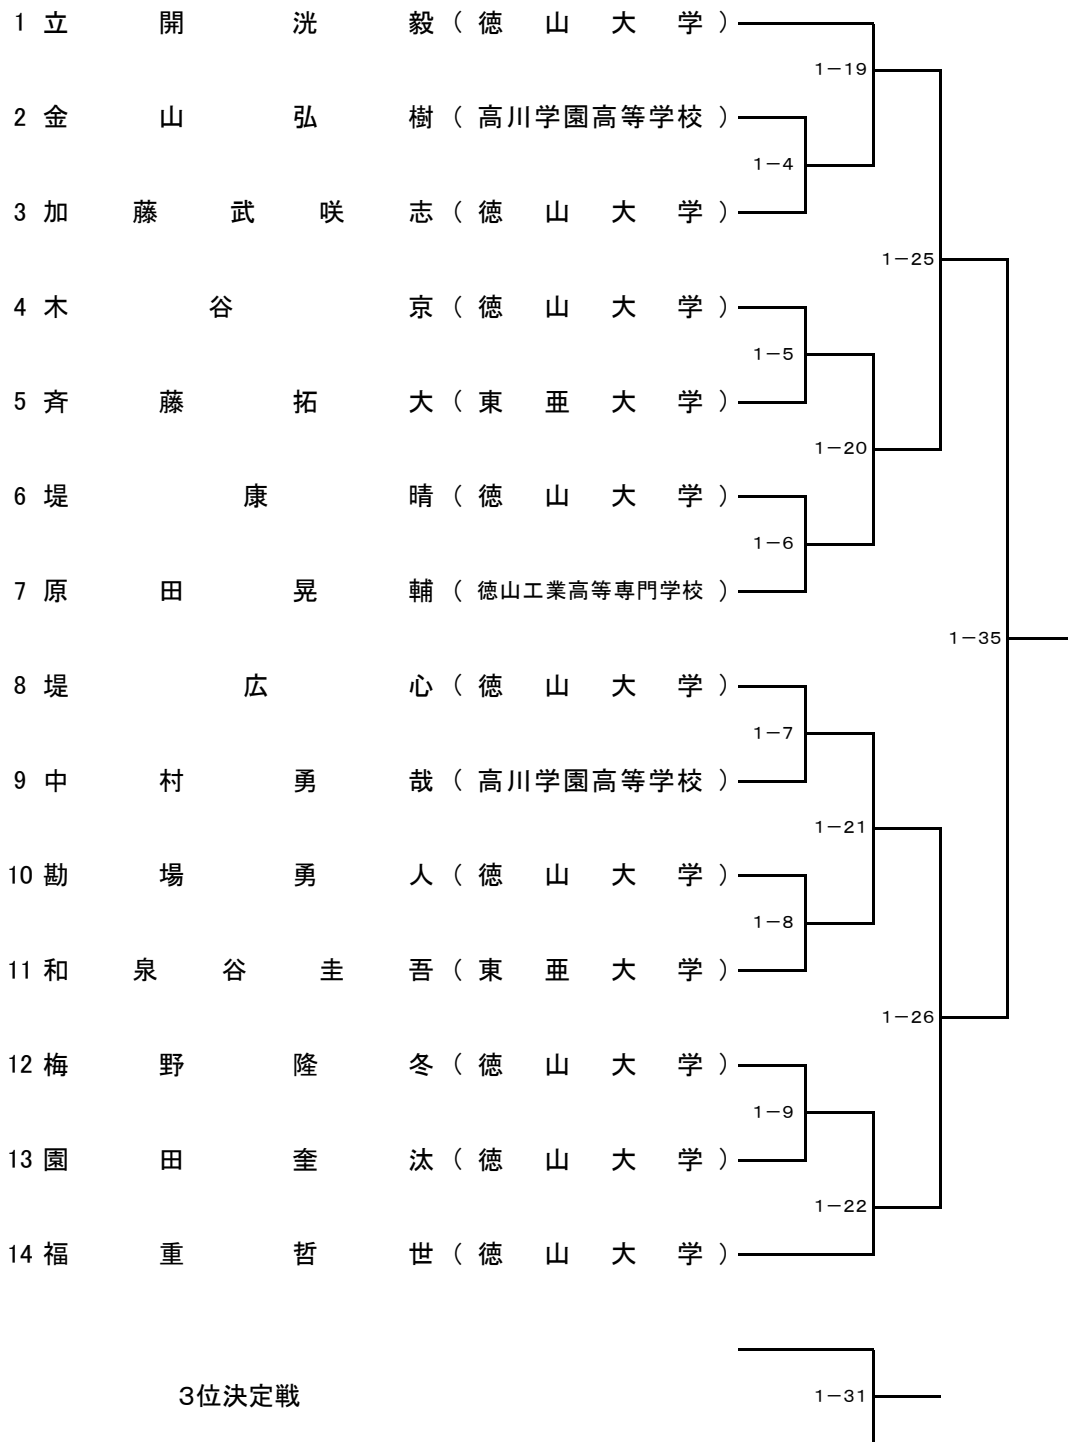 1 立開洸毅（徳山大学）
1－19
2 金山弘樹（高川学園高等学校）
1－4
3 加藤武咲志（徳山大学）
1－25
4 木谷京（徳山大学）
1－5
5 斉藤拓大（東亜大学）
1－20
6 堤康晴（徳山大学）
1－6
7 原田晃輔（徳山工業高等専門学校）
1－35
8 堤広心（徳山大学）
1－7
9 中村勇哉（高川学園高等学校）
1－21
10 勘場勇人（徳山大学）
1－8
11 和泉谷圭吾（東亜大学）
1－26
12 梅野隆冬（徳山大学）
1－9
13 園田奎汰（徳山大学）
1－22
14 福重哲世（徳山大学）
3位決定戦
1－31